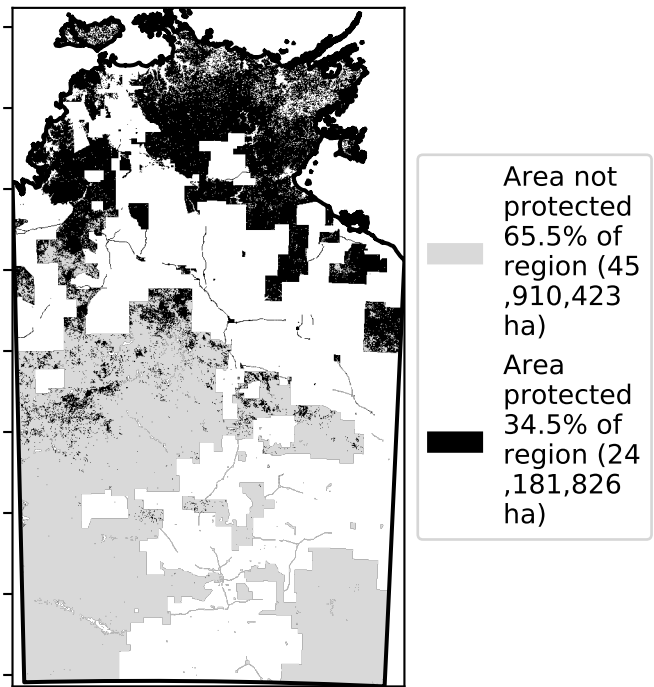 Area not
protected
65.5% of
region (45
,910,423
ha)
Area
protected
34.5% of
region (24
,181,826
ha)